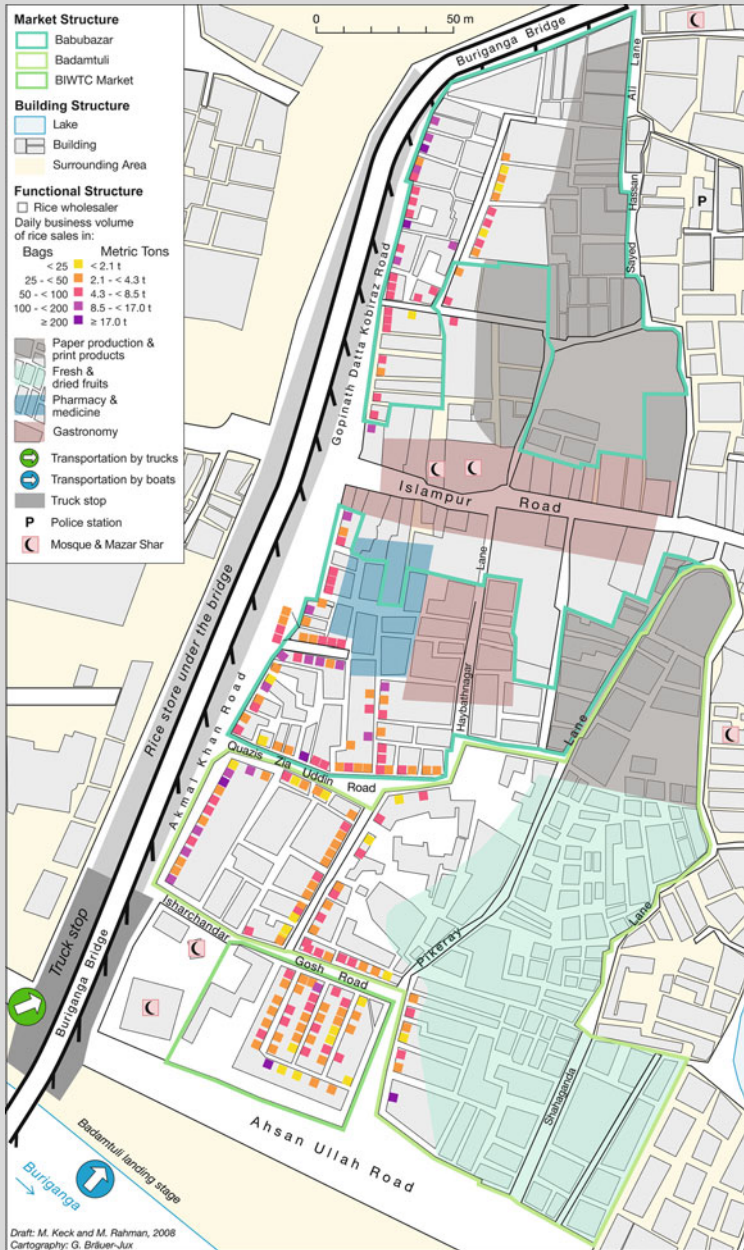 Market Structure
Babubazar
Badamtuli
BIWTC Market
Building Structure
Lake
Building
Surrounding Area
Functional Structure
Rice wholesaler
Daily business volume
of rice sales in:
Bags Metric Tons
< 25 < 2.1 t
25 - < 50 2.1 - < 4.3 t
50 - < 100 4.3 - < 8.5 t
100 - < 200 8.5 - < 17.0 t
≥ 200 ≥ 17.0 t
Paper production &
print products
Fresh &
dried fruits
Pharmacy &
medicine
Gastronomy
Transportation by trucks
Transportation by boats
Truck stop
P Police station
Mosque & Mazar Shar
0 50 m
Buriganga Bridge
Sayed Hassan Ali Lane
P
Gopinath Datta Kobiraz Road
Islampur Road
Haybathnagar Lane
Rice store under the bridge
Akmal Khan Road
Quazis Zia Uddin Road
Pikeray Lane
Lane
Isharchandar Gosh Road
Truck stop
Buriganga Bridge
Shahaganda
Ahsan Ullah Road
Badamtuli landing stage
Buriganga
Draft: M. Keck and M. Rahman, 2008
Cartography: G. Bräuer-Jux